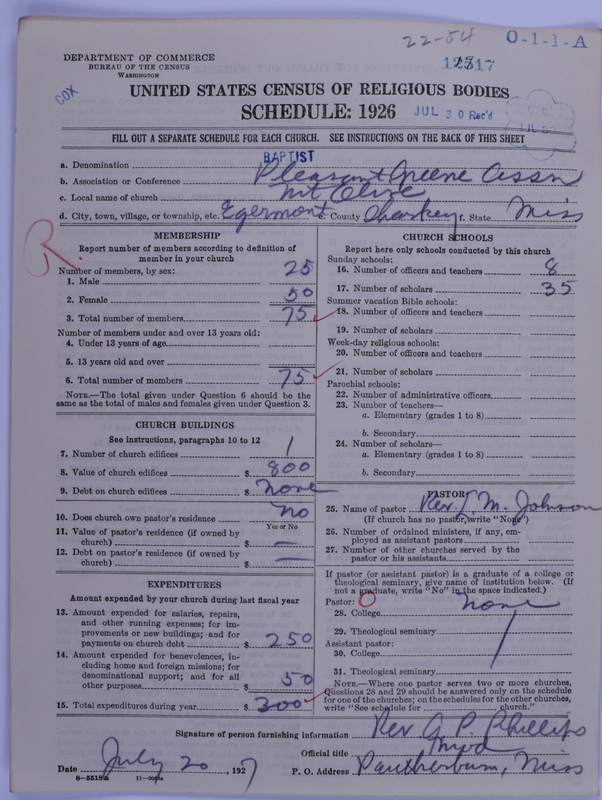 22-54 O-1-1-A
DEPARTMENT OF COMMERCE
BUREAU OF THE CENSUS
WASHINGTON
COX
UNITED STATES CENSUS OF RELIGIOUS BODIES
SCHEDULE: 1926
JUL 30 Rec'd
FILL OUT A SEPARATE SCHEDULE FOR EACH CHURCH. SEE INSTRUCTIONS ON THE BACK OF THIS SHEET
a. Denomination BAPTIST
b. Association or Conference Pleasant Greene Assn
c. Local name of church Mt Olive
d. City, town, village, or township, etc. Egermont e. County Sharkey f. State Miss
R.
MEMBERSHIP
Report number of members according to definition of
member in your church
Number of members, by sex:
1. Male 25
2. Female 50
3. Total number of members 75
Number of members under and over 13 years old:
4. Under 13 years of age
5. 13 years old and over
6. Total number of members 75
NOTE.—The total given under Question 6 should be the
same as the total of males and females given under Question 3.
CHURCH BUILDINGS
See instructions, paragraphs 10 to 12
7. Number of church edifices 1
8. Value of church edifices $ 800
9. Debt on church edifices $ none
10. Does church own pastor's residence no
Yes or No
11. Value of pastor's residence (if owned by
church) $ —
12. Debt on pastor's residence (if owned by
church) $ —
EXPENDITURES
Amount expended by your church during last fiscal year
13. Amount expended for salaries, repairs,
and other running expenses; for im-
provements or new buildings; and for
payments on church debt $ 250
14. Amount expended for benevolences, in-
cluding home and foreign missions; for
denominational support; and for all
other purposes $ 50
15. Total expenditures during year $ 300
CHURCH SCHOOLS
Report here only schools conducted by this church
Sunday schools:
16. Number of officers and teachers 8
17. Number of scholars 35
Summer vacation Bible schools:
18. Number of officers and teachers
19. Number of scholars
Week-day religious schools:
20. Number of officers and teachers
21. Number of scholars
Parochial schools:
22. Number of administrative officers
23. Number of teachers—
a. Elementary (grades 1 to 8)
b. Secondary
24. Number of scholars—
a. Elementary (grades 1 to 8)
b. Secondary
PASTOR
25. Name of pastor Rev. L. M. Johnson
(If church has no pastor, write "None")
26. Number of ordained ministers, if any, em-
ployed as assistant pastors
27. Number of other churches served by the
pastor or his assistants
If pastor (or assistant pastor) is a graduate of a college or
theological seminary, give name of institution below. (If
not a graduate, write "No" in the space indicated.)
Pastor: O none
28. College
29. Theological seminary
Assistant pastor:
30. College
31. Theological seminary
NOTE.—Where one pastor serves two or more churches,
Questions 28 and 29 should be answered only on the schedule
for one of the churches; on the schedules for the other churches,
write "See schedule for church."
Signature of person furnishing information Rev G. P. Phillips
Official title
Date July 20, 1927 P. O. Address Pantherburn, Miss
8-5518a